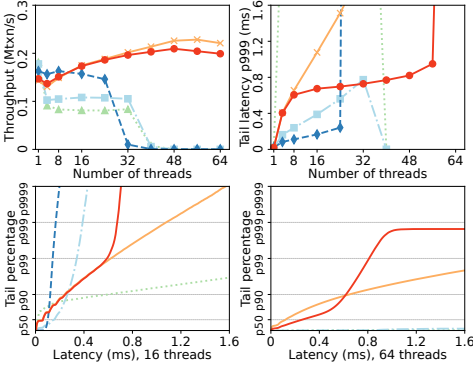 Throughput (Mtxn/s)
0.3
0.2
0.1
0
1 8 16 32 48 64
Number of threads
Tail latency p999 (ms)
1.6
1.2
0.8
0.4
0
1 8 16 32 48 64
Number of threads
Tail percentage
p9999
p999
p99
p90
p50
0 0.4 0.8 1.2 1.6
Latency (ms), 16 threads
Tail percentage
p9999
p999
p99
p90
p50
0 0.4 0.8 1.2 1.6
Latency (ms), 64 threads